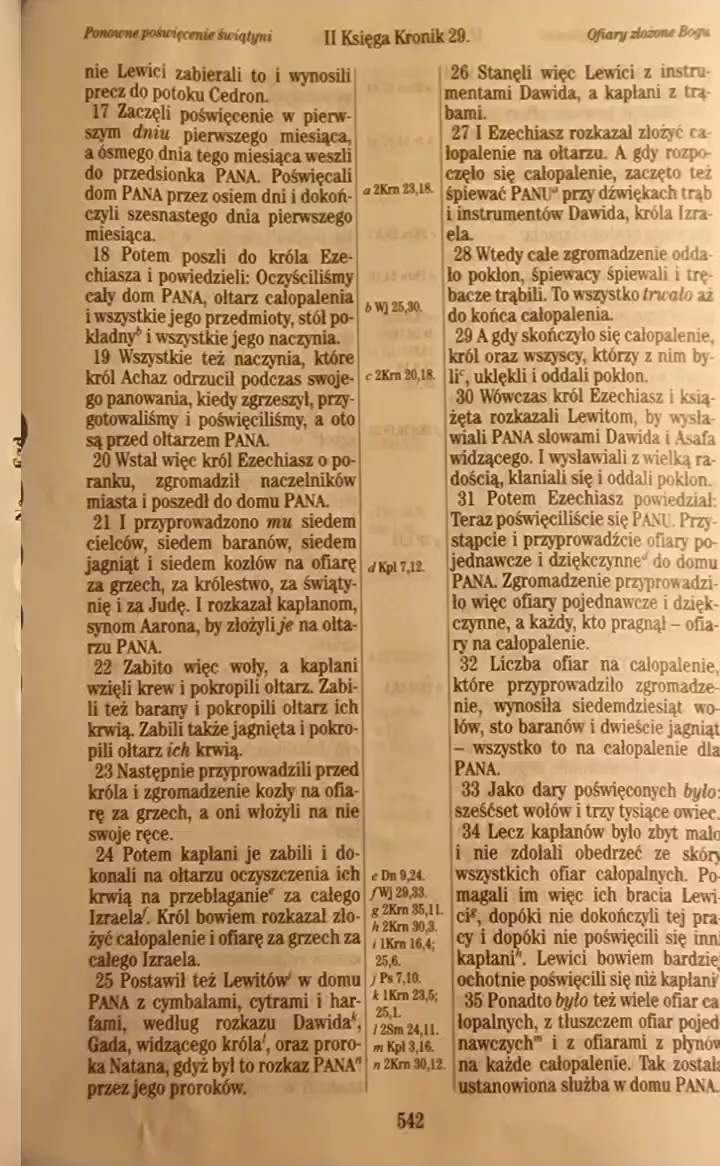 Ponowne poświęcenie świątyni
II Księga Kronik 29.
Ofiary złożone Bogu
nie Lewici zabierali to i wynosili
precz do potoku Cedron.
17 Zaczęli poświęcenie w pierw-
szym dniu pierwszego miesiąca,
a ósmego dnia tego miesiąca weszli
do przedsionka PANA. Poświęcali
dom PANA przez osiem dni i dokoń-
czyli szesnastego dnia pierwszego
miesiąca.
18 Potem poszli do króla Eze-
chiasza i powiedzieli: Oczyściliśmy
cały dom PANA, ołtarz całopalenia
i wszystkie jego przedmioty, stół po-
kładny b i wszystkie jego naczynia.
19 Wszystkie też naczynia, które
król Achaz odrzucił podczas swoje-
go panowania, kiedy zgrzeszył, przy-
gotowaliśmy i poświęciliśmy, a oto
są przed ołtarzem PANA.
20 Wstał więc król Ezechiasz o po-
ranku, zgromadził naczelników
miasta i poszedł do domu PANA.
21 I przyprowadzono mu siedem
cielców, siedem baranów, siedem
jagniąt i siedem kozłów na ofiarę
za grzech, za królestwo, za świąty-
nię i za Judę. I rozkazał kapłanom,
synom Aarona, by złożyli je na ołta-
rzu PANA.
22 Zabito więc woły, a kapłani
wzięli krew i pokropili ołtarz. Zabi-
li też barany i pokropili ołtarz ich
krwią. Zabili także jagnięta i pokro-
pili ołtarz ich krwią.
23 Następnie przyprowadzili przed
króla i zgromadzenie kozły na ofia-
rę za grzech, a oni włożyli na nie
swoje ręce.
24 Potem kapłani je zabili i do-
konali na ołtarzu oczyszczenia ich
krwią na przebłaganie e za całego
Izraela f. Król bowiem rozkazał zło-
żyć całopalenie i ofiarę za grzech za
całego Izraela.
25 Postawił też Lewitów i w domu
PANA z cymbałami, cytrami i har-
fami, według rozkazu Dawida k,
Gada, widzącego króla l, oraz proro-
ka Natana, gdyż był to rozkaz PANA n
przez jego proroków.
a 2Krn 23,18.
b Wj 25,30.
c 2Krn 20,18.
d Kpl 7,12.
e Dn 9,24.
f Wj 29,33.
g 2Krn 35,11.
h 2Krn 30,3.
i 1Krn 16,4;
25,6.
j Ps 7,10.
k 1Krn 23,5;
25,1.
l 2Sm 24,11.
m Kpl 3,16.
n 2Krn 30,12.
26 Stanęli więc Lewici z instru-
mentami Dawida, a kapłani z trą-
bami.
27 I Ezechiasz rozkazał złożyć ca-
łopalenie na ołtarzu. A gdy rozpo-
częło się całopalenie, zaczęto też
śpiewać PANU a przy dźwiękach trąb
i instrumentów Dawida, króla Izra-
ela.
28 Wtedy całe zgromadzenie odda-
ło pokłon, śpiewacy śpiewali i trę-
bacze trąbili. To wszystko trwało aż
do końca całopalenia.
29 A gdy skończyło się całopalenie,
król oraz wszyscy, którzy z nim by-
li c, uklękli i oddali pokłon.
30 Wówczas król Ezechiasz i ksią-
żęta rozkazali Lewitom, by wysła-
wiali PANA słowami Dawida i Asafa
widzącego. I wysławiali z wielką ra-
dością, kłaniali się i oddali pokłon.
31 Potem Ezechiasz powiedział:
Teraz poświęciliście się PANU. Przy-
stąpcie i przyprowadźcie ofiary po-
jednawcze i dziękczynne d do domu
PANA. Zgromadzenie przyprowadzi-
ło więc ofiary pojednawcze i dzięk-
czynne, a każdy, kto pragnął – ofia-
ry na całopalenie.
32 Liczba ofiar na całopalenie,
które przyprowadziło zgromadze-
nie, wynosiła siedemdziesiąt wo-
łów, sto baranów i dwieście jagniąt
– wszystko to na całopalenie dla
PANA.
33 Jako dary poświęconych było:
sześćset wołów i trzy tysiące owiec.
34 Lecz kapłanów było zbyt mało
i nie zdołali obedrzeć ze skóry
wszystkich ofiar całopalnych. Po-
magali im więc ich bracia Lewi-
ci g, dopóki nie dokończyli tej pra-
cy i dopóki nie poświęcili się inni
kapłani h. Lewici bowiem bardziej
ochotnie poświęcili się niż kapłani j
35 Ponadto było też wiele ofiar ca
łopalnych, z tłuszczem ofiar pojed
nawczych m i z ofiarami z płynów
na każde całopalenie. Tak została
ustanowiona służba w domu PANA.
542